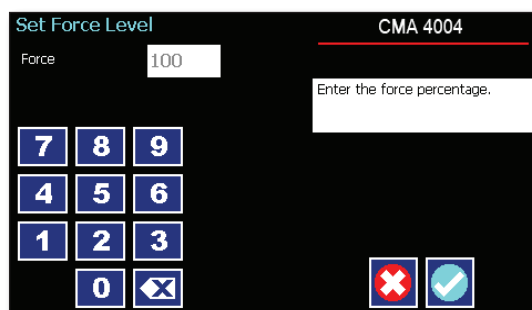 Set Force Level
CMA 4004
Force
100
Enter the force percentage.
7 8 9
4 5 6
1 2 3
0